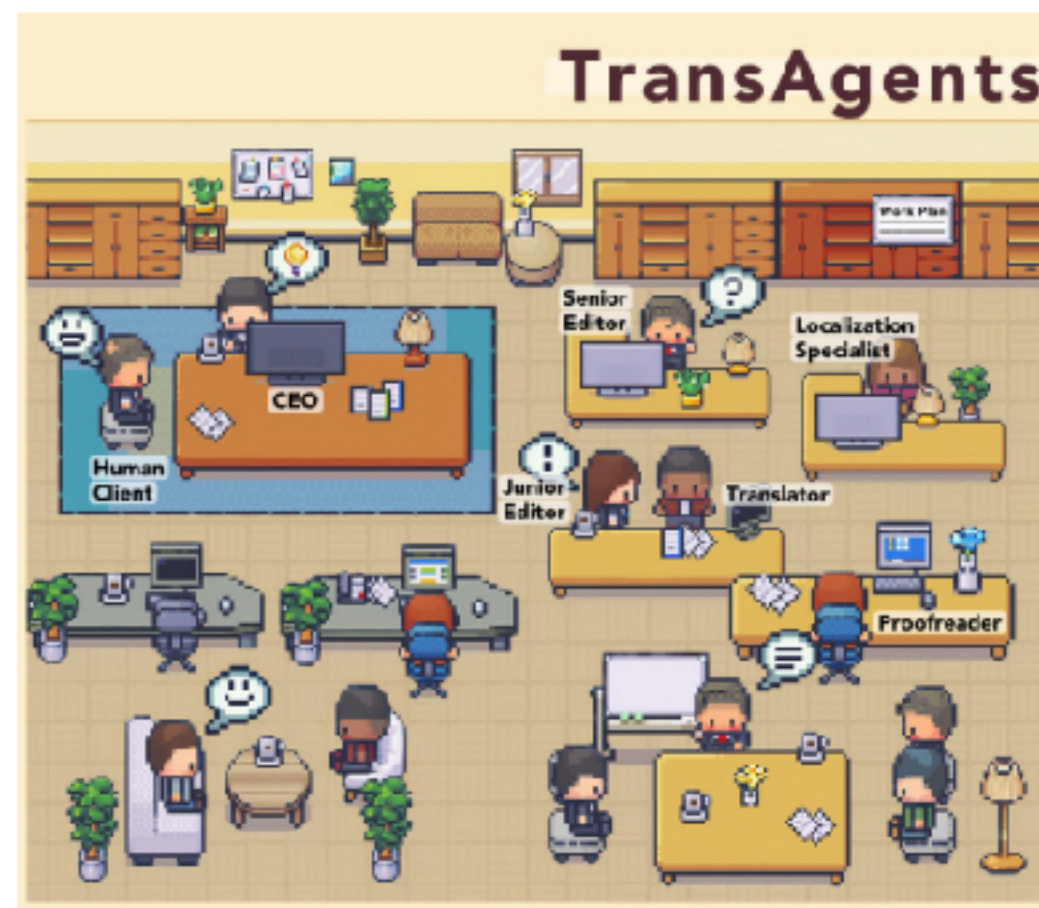 TransAgents
Work Plan
Senior
Editor
Localization
Specialist
CEO
Human
Client
Junior
Editor
Translator
Proofreader